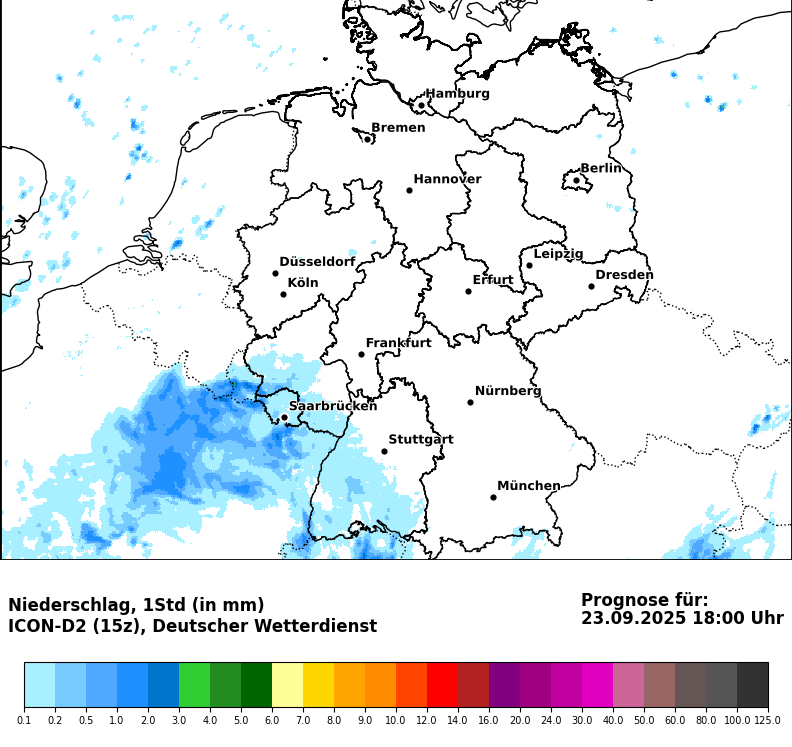 Hamburg
Bremen
Berlin
Hannover
Leipzig
Düsseldorf
Dresden
Köln
Erfurt
Frankfurt
Nürnberg
Saarbrücken
Stuttgart
München
Niederschlag, 1Std (in mm)
ICON-D2 (15z), Deutscher Wetterdienst
Prognose für:
23.09.2025 18:00 Uhr
0.1 0.2 0.5 1.0 2.0 3.0 4.0 5.0 6.0 7.0 8.0 9.0 10.0 12.0 14.0 16.0 20.0 24.0 30.0 40.0 50.0 60.0 80.0 100.0 125.0